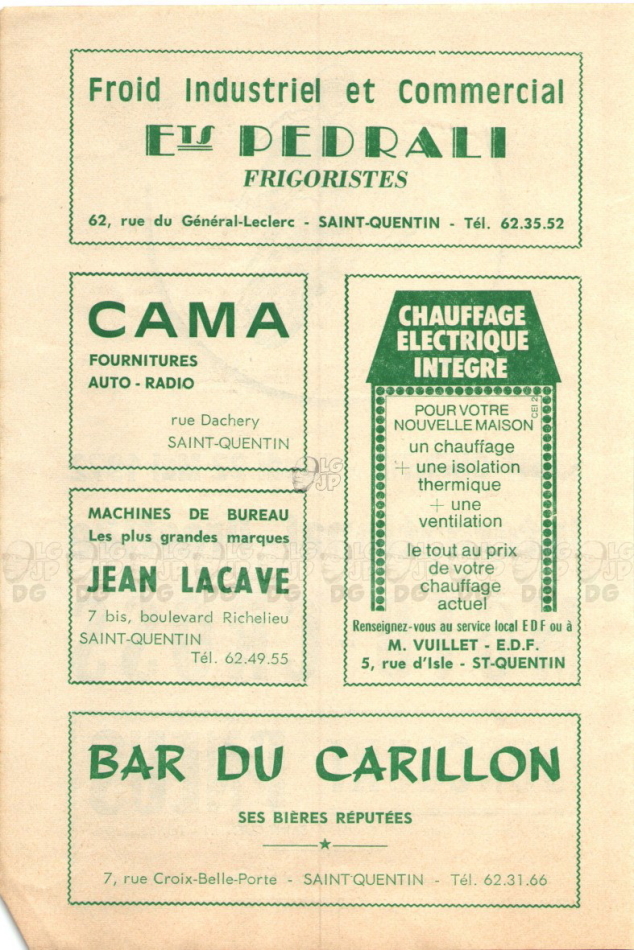 Froid Industriel et Commercial
ETS PEDRALI
FRIGORISTES
62, rue du Général-Leclerc - SAINT-QUENTIN - Tél. 62.35.52
CAMA
FOURNITURES
AUTO - RADIO
rue Dachery
SAINT-QUENTIN
MACHINES DE BUREAU
Les plus grandes marques
JEAN LACAVE
7 bis, boulevard Richelieu
SAINT-QUENTIN
Tél. 62.49.55
CHAUFFAGE
ELECTRIQUE
INTEGRE
POUR VOTRE
NOUVELLE MAISON
un chauffage
+ une isolation
thermique
+ une
ventilation
le tout au prix
de votre
chauffage
actuel
CEI 2
Renseignez-vous au service local EDF ou à
M. VUILLET - E.D.F.
5, rue d'Isle - ST-QUENTIN
BAR DU CARILLON
SES BIÈRES RÉPUTÉES
7, rue Croix-Belle-Porte - SAINT-QUENTIN - Tél. 62.31.66
LG JP
DG